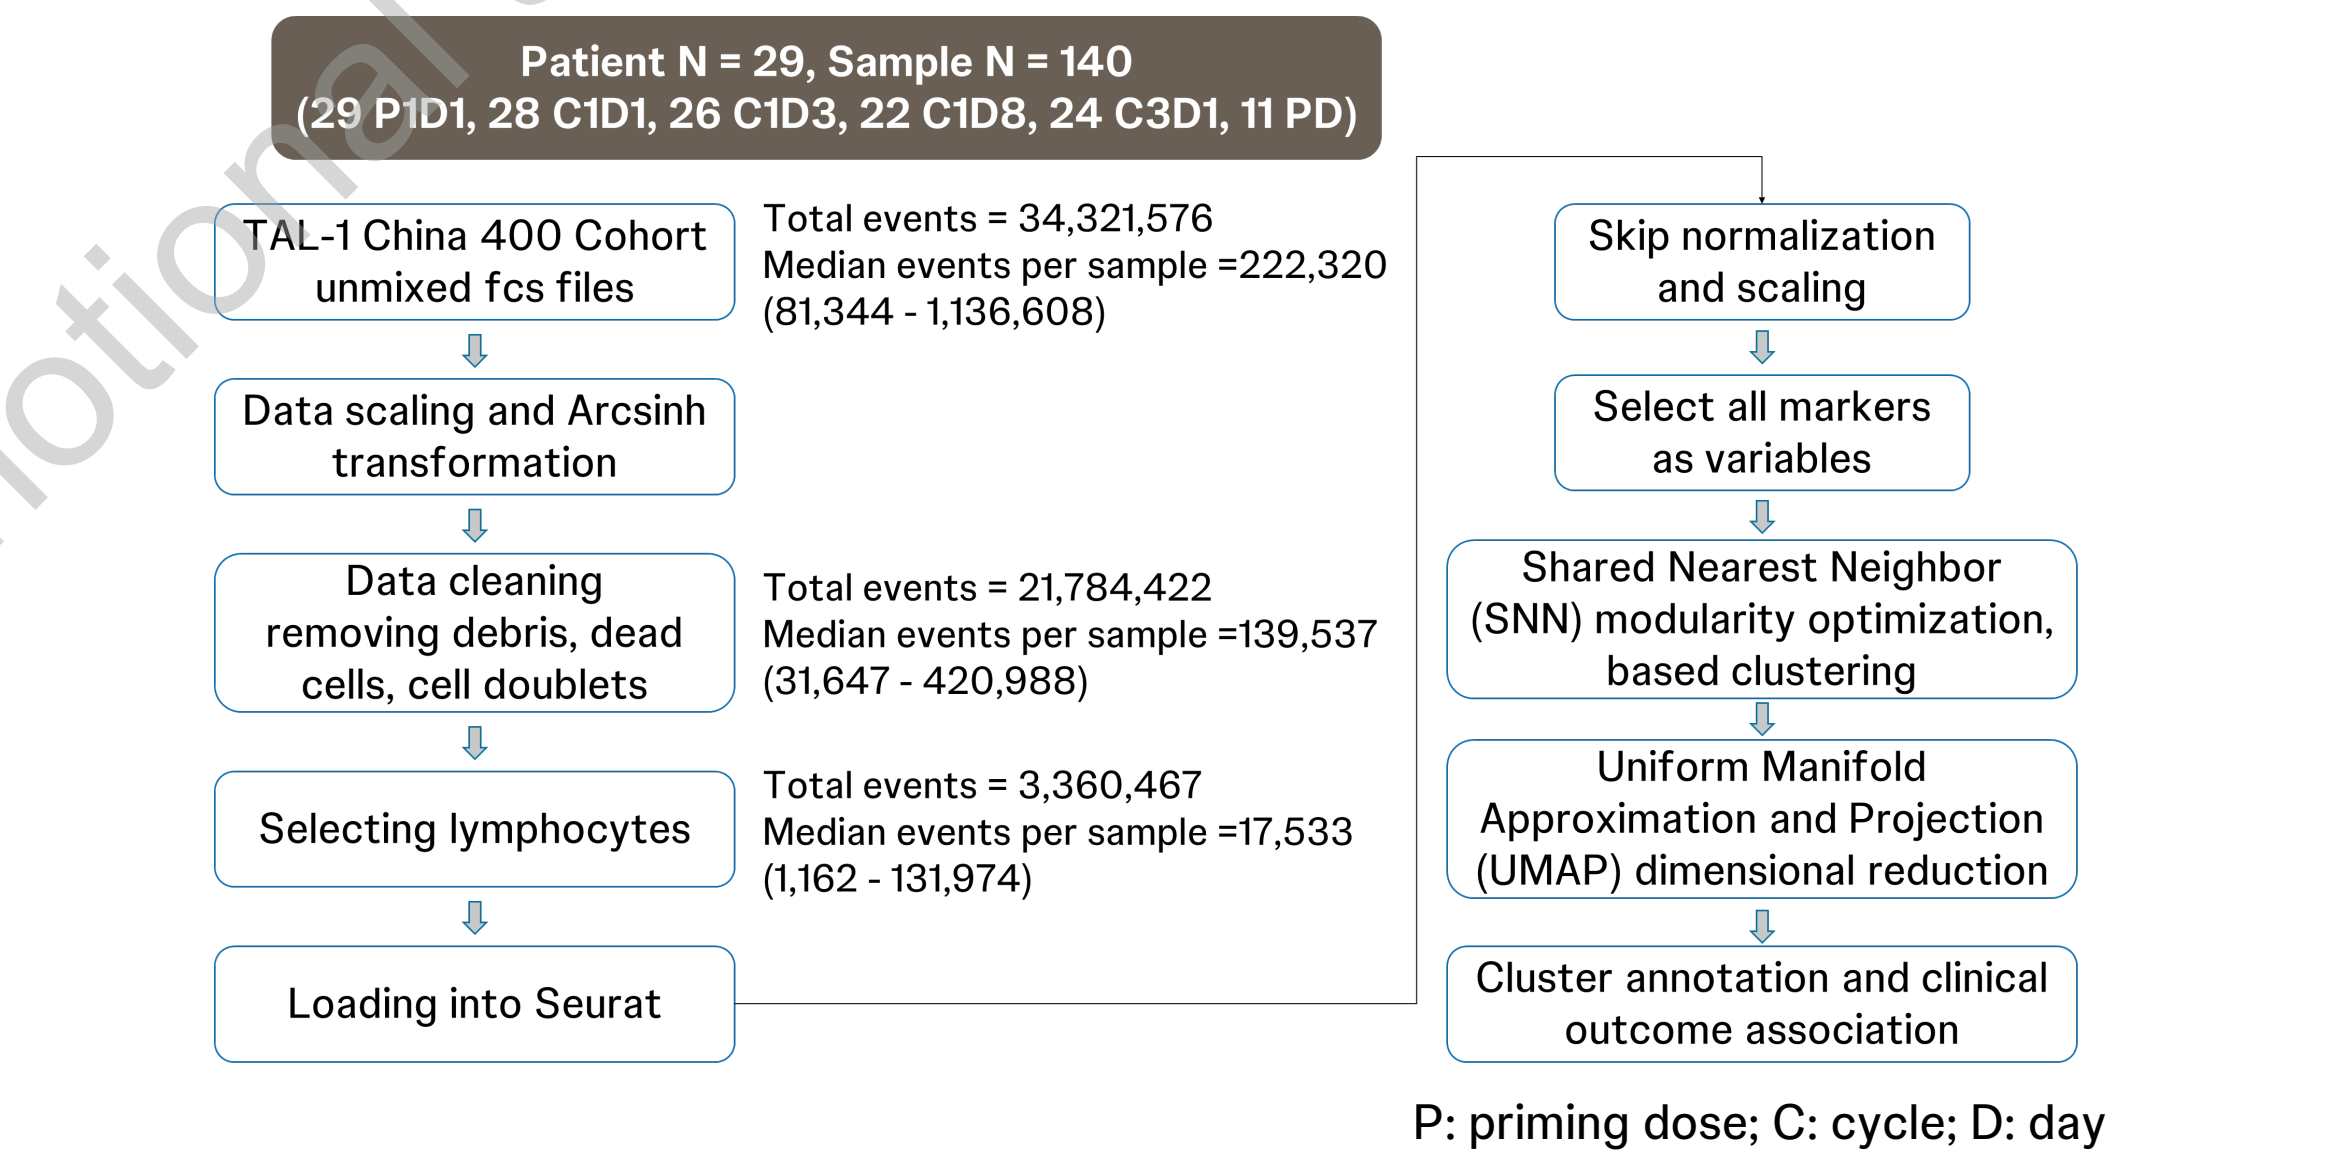 Patient N = 29, Sample N = 140
(29 P1D1, 28 C1D1, 26 C1D3, 22 C1D8, 24 C3D1, 11 PD)
TAL-1 China 400 Cohort
unmixed fcs files
Total events = 34,321,576
Median events per sample =222,320
(81,344 - 1,136,608)
Data scaling and Arcsinh
transformation
Data cleaning
removing debris, dead
cells, cell doublets
Total events = 21,784,422
Median events per sample =139,537
(31,647 - 420,988)
Selecting lymphocytes
Total events = 3,360,467
Median events per sample =17,533
(1,162 - 131,974)
Loading into Seurat
Skip normalization
and scaling
Select all markers
as variables
Shared Nearest Neighbor
(SNN) modularity optimization,
based clustering
Uniform Manifold
Approximation and Projection
(UMAP) dimensional reduction
Cluster annotation and clinical
outcome association
P: priming dose; C: cycle; D: day